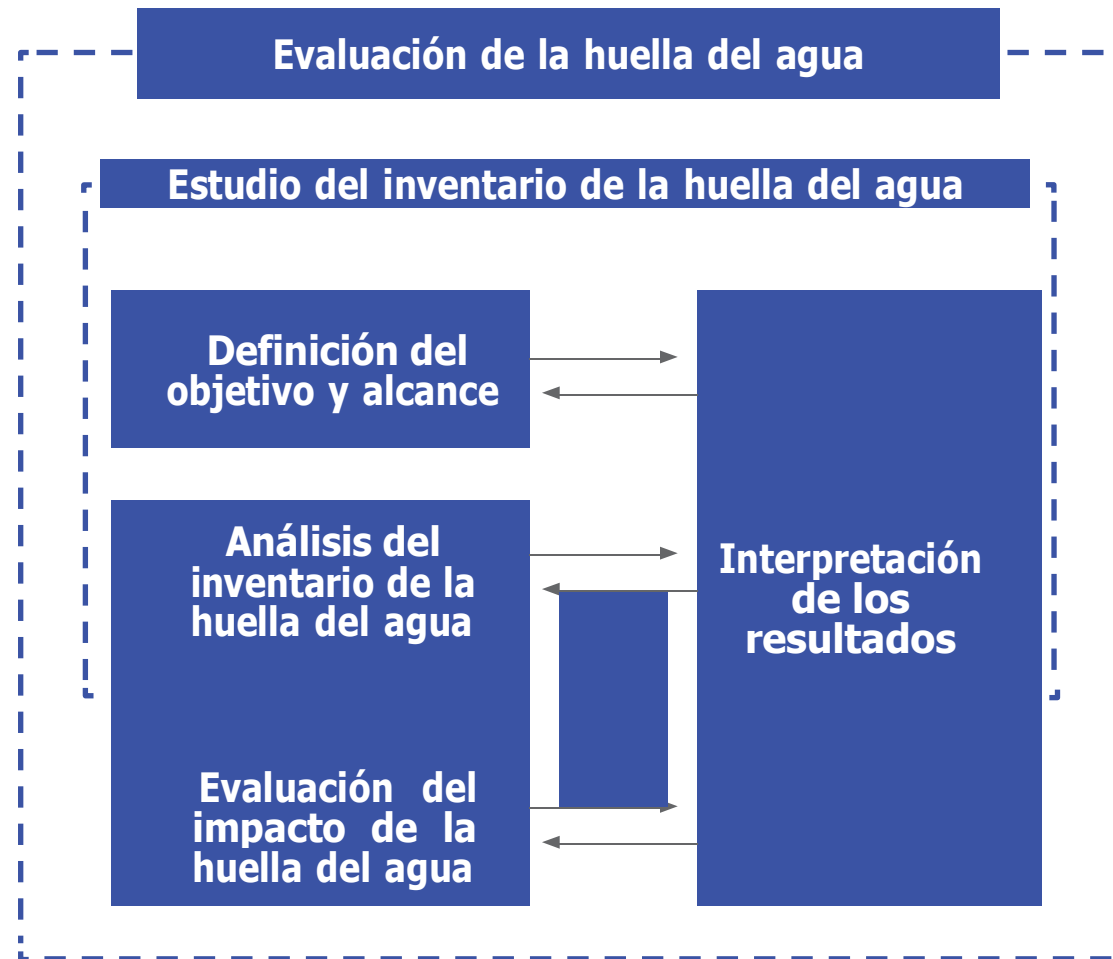 Evaluación de la huella del agua
Estudio del inventario de la huella del agua
Definición del
objetivo y alcance
Análisis del
inventario de la
huella del agua
Interpretación
de los
resultados
Evaluación del
impacto de la
huella del agua